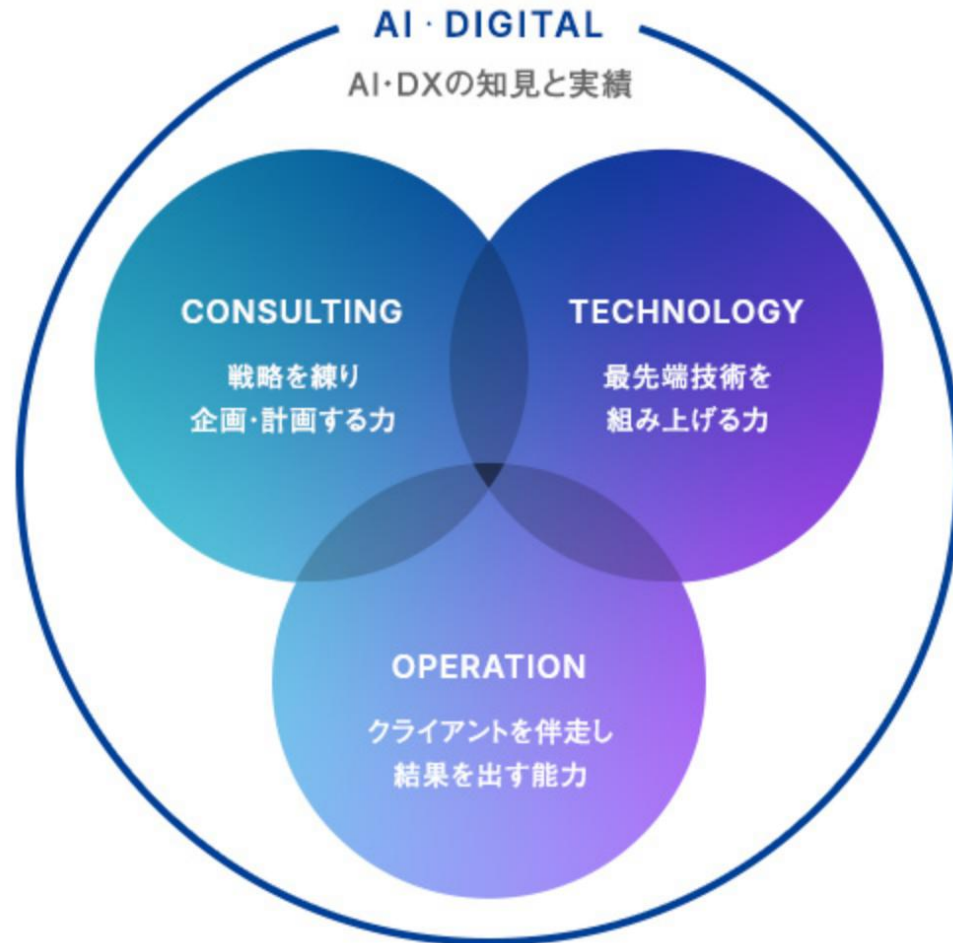 AI · DIGITAL
AI·DXの知見と実績
CONSULTING
戦略を練り
企画·計画する力
TECHNOLOGY
最先端技術を
組み上げる力
OPERATION
クライアントを伴走し
結果を出す能力